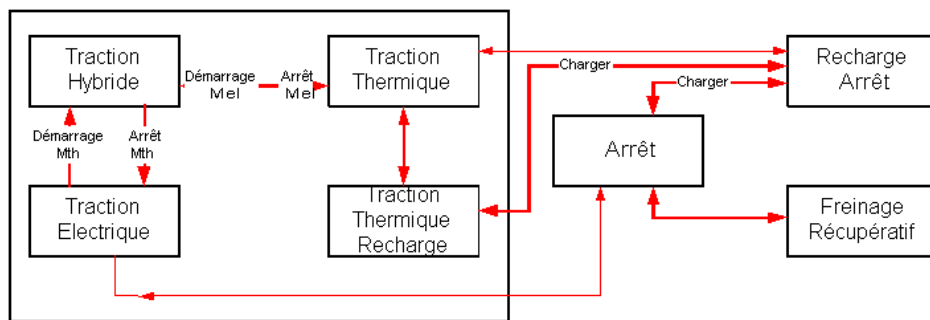 Traction
Hybride
Démarrage
Mel
Arrêt
Mel
Traction
Thermique
Charger
Recharge
Arrêt
Charger
Démarrage
Mth
Arrêt
Mth
Arrêt
Traction
Electrique
Traction
Thermique
Recharge
Freinage
Récupératif